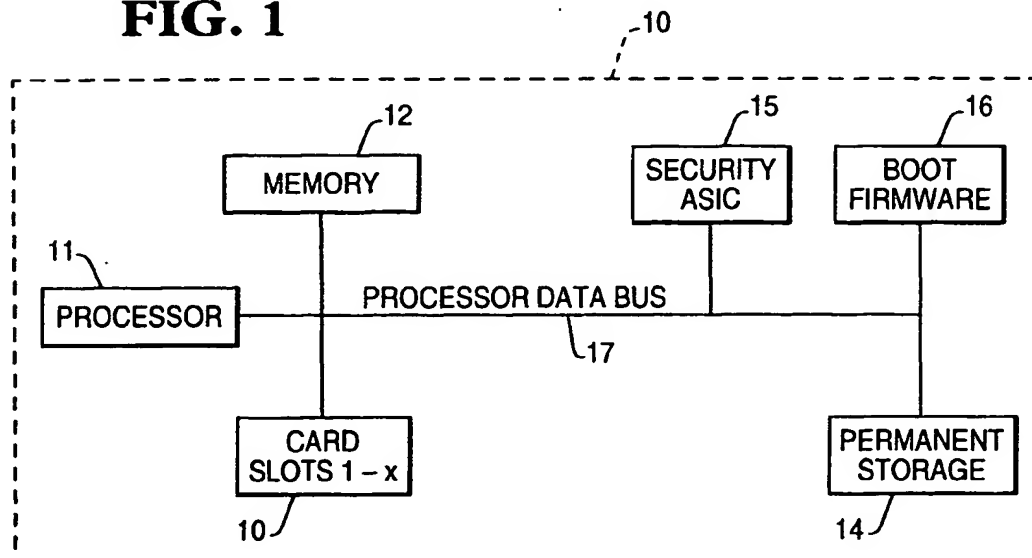 FIG. 1
10
12
15
16
MEMORY
SECURITY
ASIC
BOOT
FIRMWARE
11
PROCESSOR
PROCESSOR DATA BUS
17
CARD
SLOTS 1 – x
PERMANENT
STORAGE
10
14